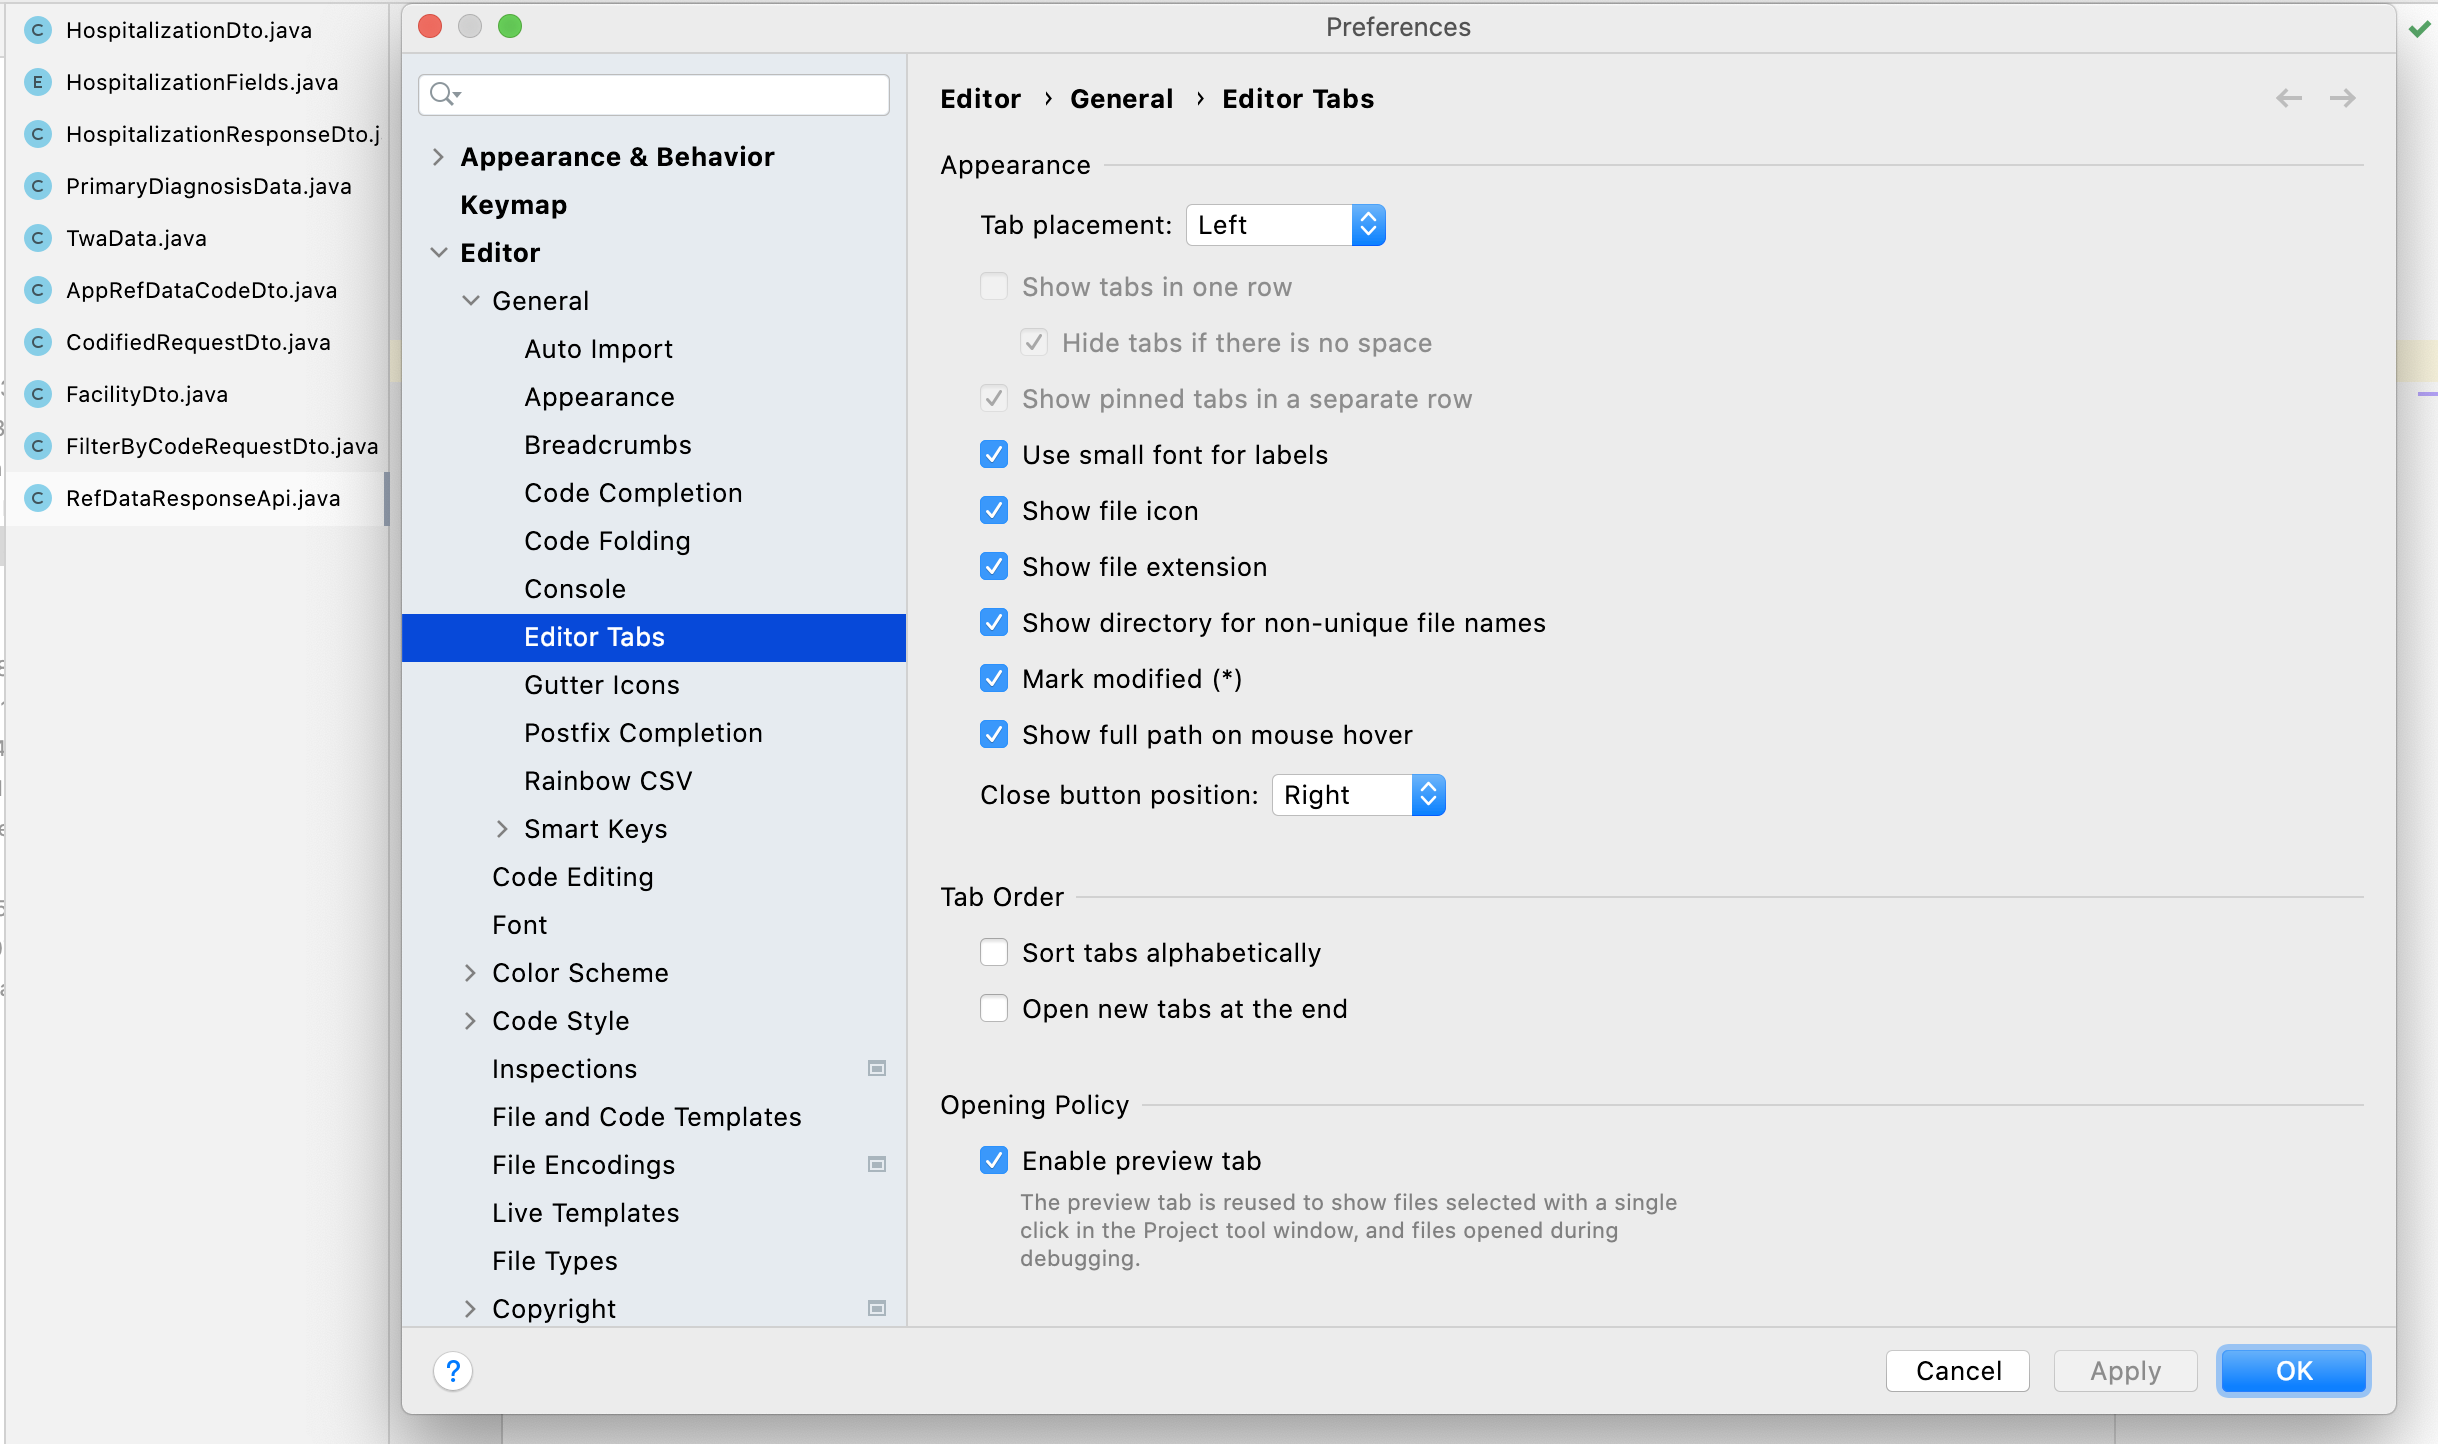 C HospitalizationDto.java
E HospitalizationFields.java
C HospitalizationResponseDto.j
C PrimaryDiagnosisData.java
C TwaData.java
C AppRefDataCodeDto.java
C CodifiedRequestDto.java
C FacilityDto.java
C FilterByCodeRequestDto.java
C RefDataResponseApi.java
Preferences
Appearance & Behavior
Keymap
Editor
General
Auto Import
Appearance
Breadcrumbs
Code Completion
Code Folding
Console
Editor Tabs
Gutter Icons
Postfix Completion
Rainbow CSV
Smart Keys
Code Editing
Font
Color Scheme
Code Style
Inspections
File and Code Templates
File Encodings
Live Templates
File Types
Copyright
Editor › General › Editor Tabs
Appearance
Tab placement: Left
Show tabs in one row
Hide tabs if there is no space
Show pinned tabs in a separate row
Use small font for labels
Show file icon
Show file extension
Show directory for non-unique file names
Mark modified (*)
Show full path on mouse hover
Close button position: Right
Tab Order
Sort tabs alphabetically
Open new tabs at the end
Opening Policy
Enable preview tab
The preview tab is reused to show files selected with a single
click in the Project tool window, and files opened during
debugging.
? Cancel Apply OK